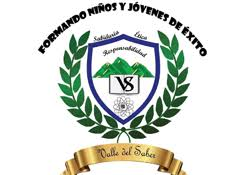 FORMANDO NIÑOS Y JÓVENES DE ÉXITO
Sabiduría Ética
Responsabilidad
VS
Valle del Saber